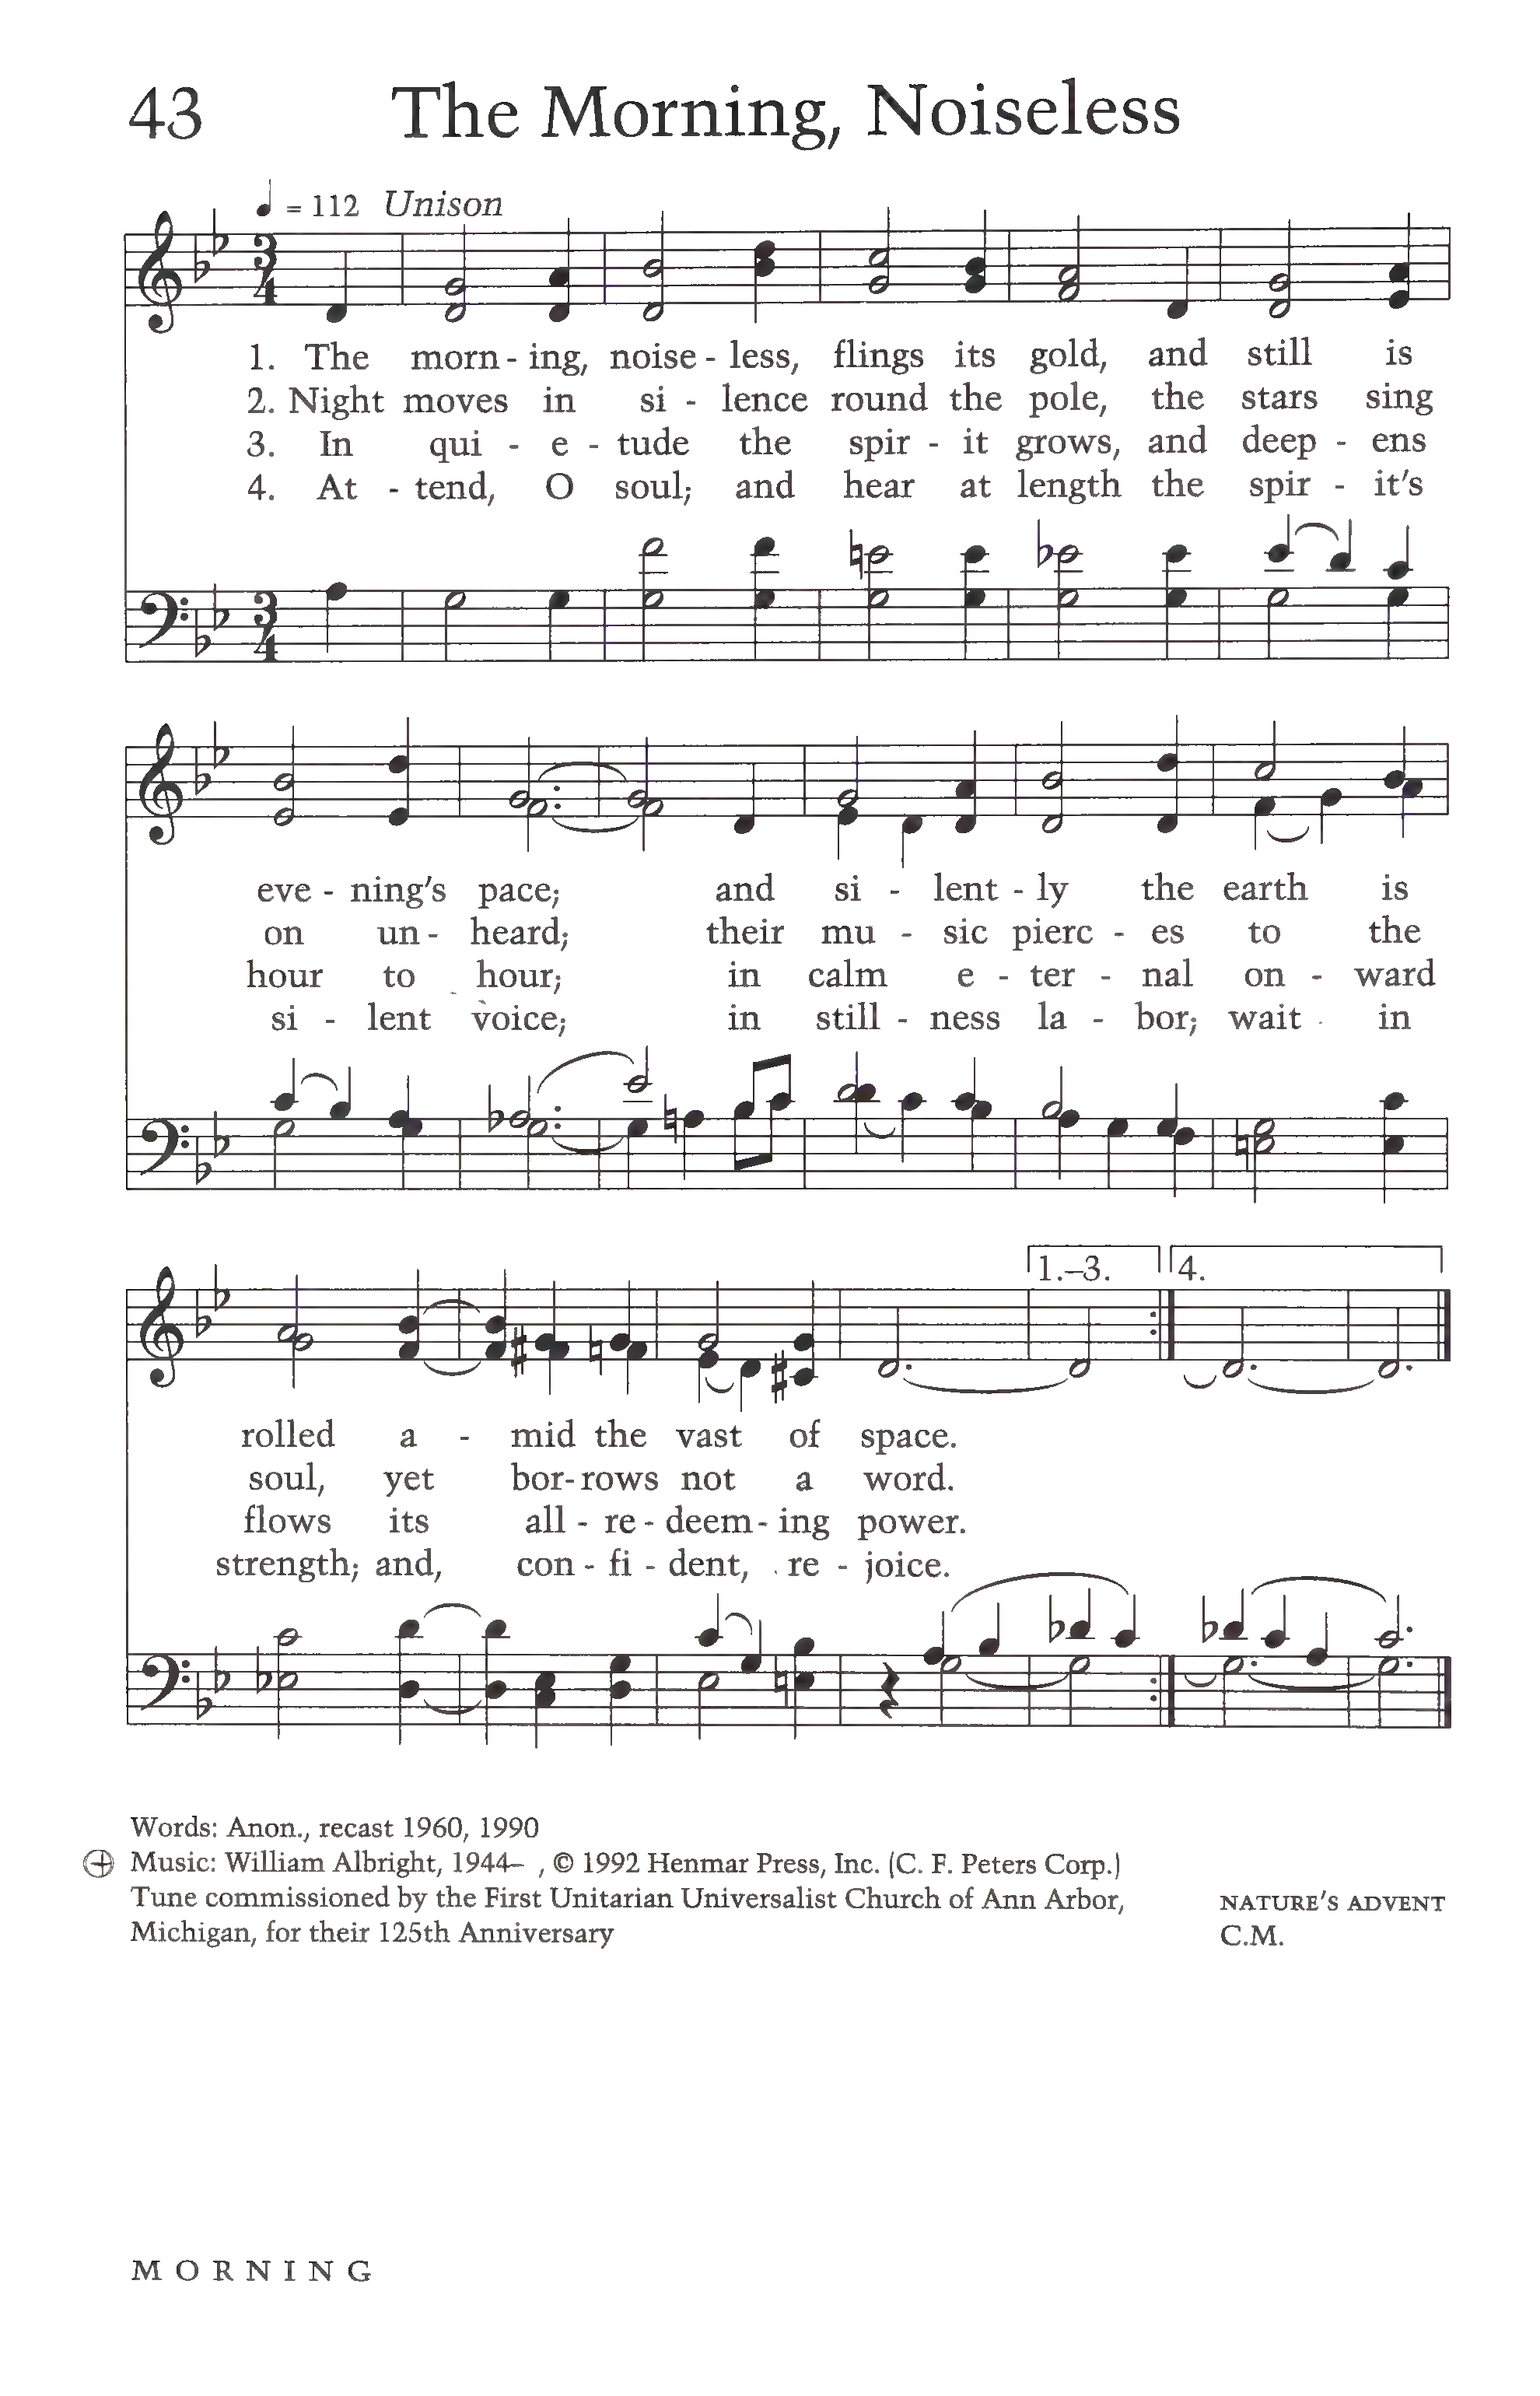 43 The Morning, Noiseless
= 112 Unison
3 4
1. The morn - ing, noise - less, flings its gold, and still is
2. Night moves in si - lence round the pole, the stars sing
3. In qui - e - tude the spir - it grows, and deep - ens
4. At - tend, O soul; and hear at length the spir - it's
3 4
eve - ning's pace; and si - lent - ly the earth is
on un - heard; their mu - sic pierc - es to the
hour to hour; in calm e - ter - nal on - ward
si - lent voice; in still - ness la - bor; wait in
1.–3. 4.
rolled a - mid the vast of space.
soul, yet bor - rows not a word.
flows its all - re - deem - ing power.
strength; and, con - fi - dent, re - joice.
Words: Anon., recast 1960, 1990
Music: William Albright, 1944– , © 1992 Henmar Press, Inc. (C. F. Peters Corp.)
Tune commissioned by the First Unitarian Universalist Church of Ann Arbor, NATURE'S ADVENT
Michigan, for their 125th Anniversary C.M.
MORNING